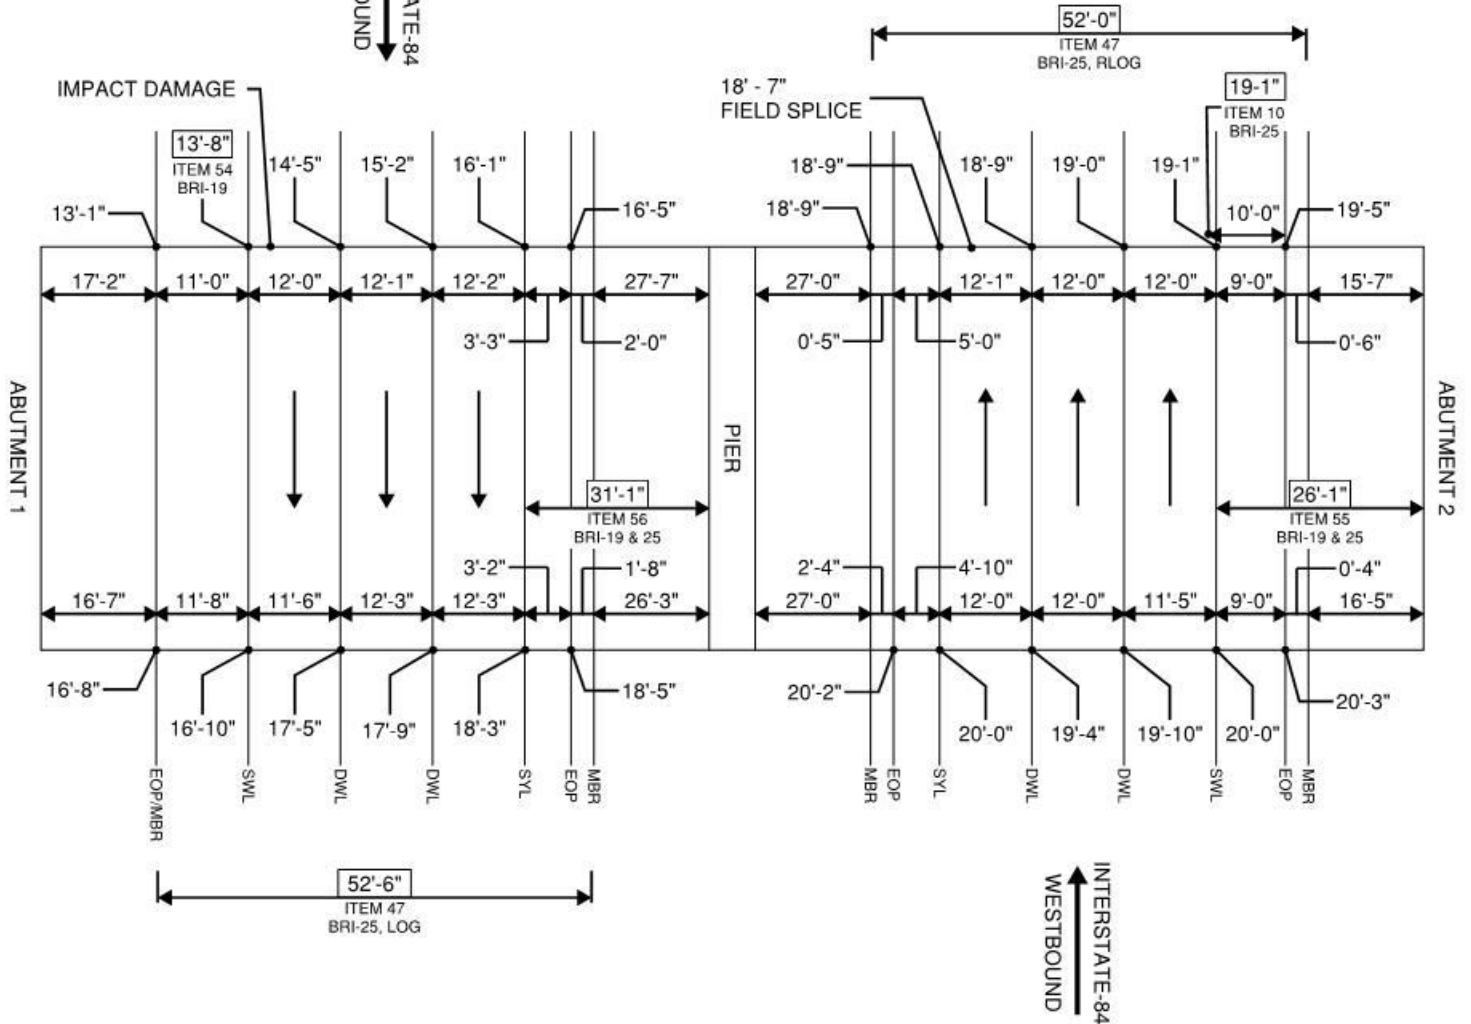 ATE-84
OUND
52'-0"
ITEM 47
BRI-25, RLOG
IMPACT DAMAGE
18' - 7"
FIELD SPLICE
19-1"
ITEM 10
BRI-25
13'-8"
ITEM 54
BRI-19
14'-5"
15'-2"
16'-1"
18'-9"
18'-9"
19'-0"
19-1"
13'-1"
16'-5"
18'-9"
10'-0"
19'-5"
17'-2"
11'-0"
12'-0"
12'-1"
12'-2"
27'-7"
27'-0"
12'-1"
12'-0"
12'-0"
9'-0"
15'-7"
3'-3"
2'-0"
0'-5"
5'-0"
0'-6"
ABUTMENT 1
PIER
ABUTMENT 2
31'-1"
ITEM 56
BRI-19 & 25
26'-1"
ITEM 55
BRI-19 & 25
3'-2"
1'-8"
2'-4"
4'-10"
0'-4"
16'-7"
11'-8"
11'-6"
12'-3"
12'-3"
26'-3"
27'-0"
12'-0"
12'-0"
11'-5"
9'-0"
16'-5"
16'-8"
18'-5"
20'-2"
20'-3"
16'-10"
17'-5"
17'-9"
18'-3"
20'-0"
19'-4"
19'-10"
20'-0"
EOP/MBR
SWL
DWL
DWL
SYL
EOP
MBR
MBR
EOP
SYL
DWL
DWL
SWL
EOP
MBR
52'-6"
ITEM 47
BRI-25, LOG
INTERSTATE-84
WESTBOUND